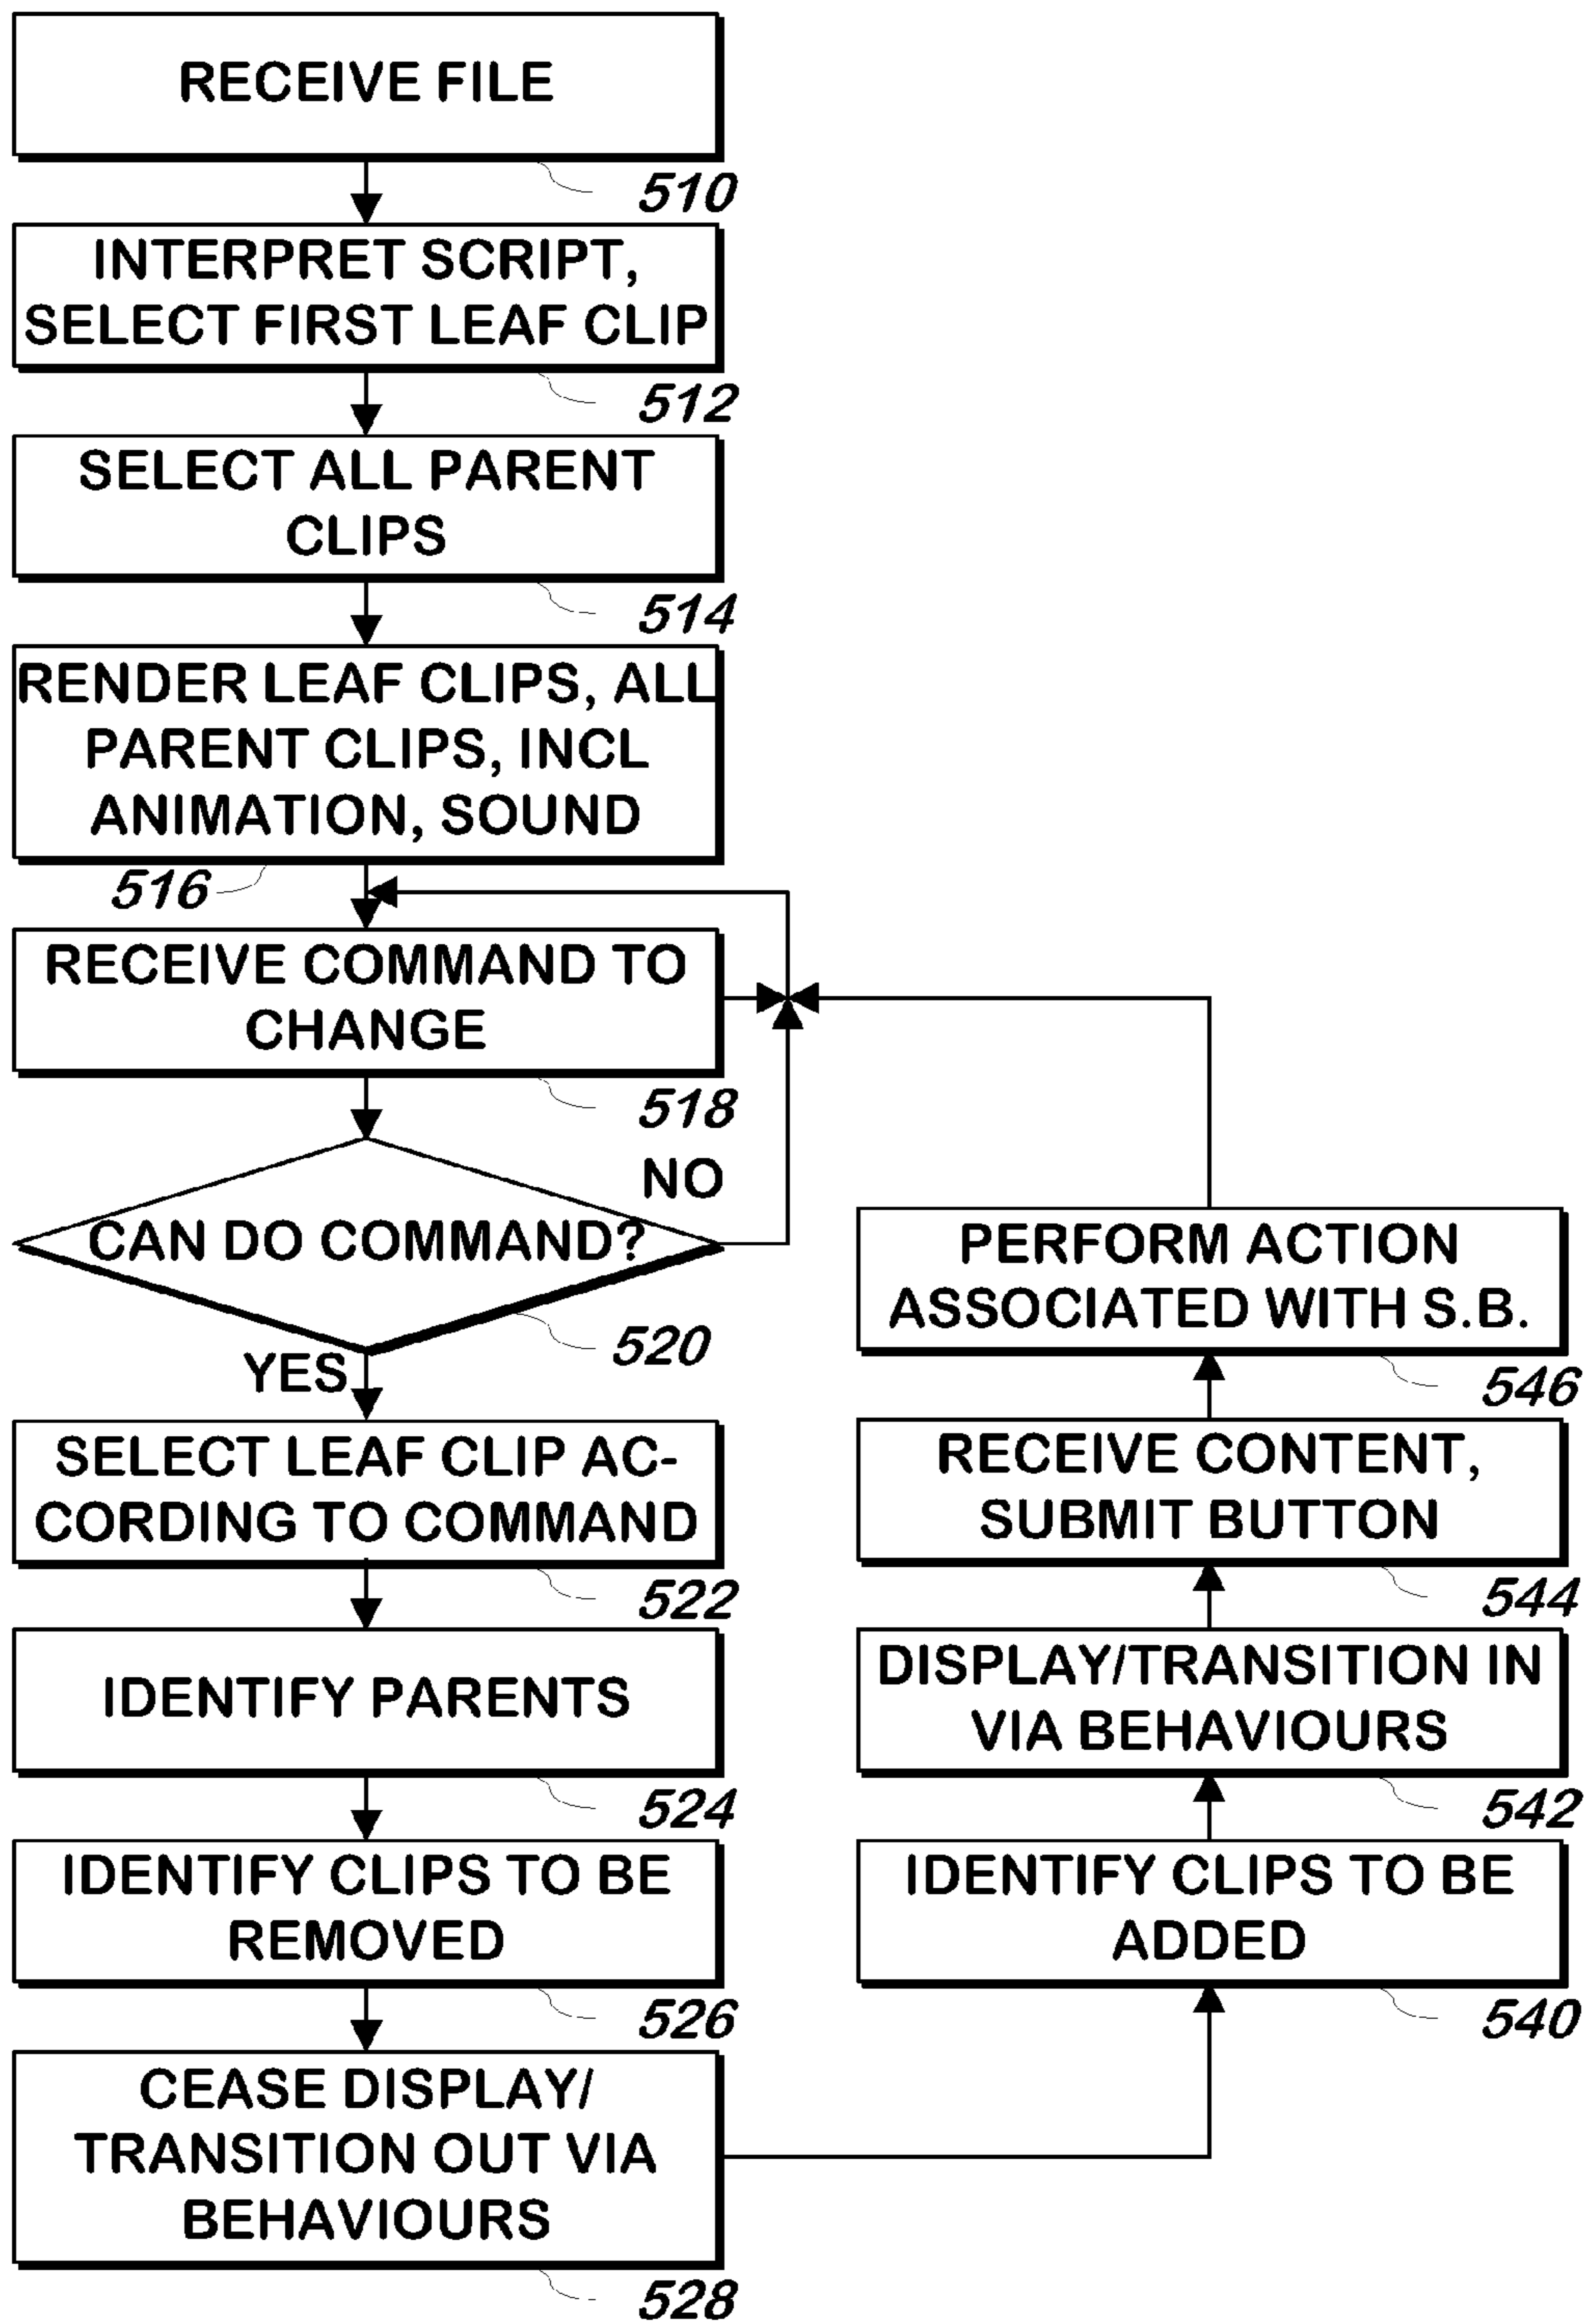 RECEIVE FILE
510
INTERPRET SCRIPT,
SELECT FIRST LEAF CLIP
512
SELECT ALL PARENT
CLIPS
514
RENDER LEAF CLIPS, ALL
PARENT CLIPS, INCL
ANIMATION, SOUND
516
RECEIVE COMMAND TO
CHANGE
518
NO
CAN DO COMMAND?
520
YES
SELECT LEAF CLIP AC-
CORDING TO COMMAND
522
IDENTIFY PARENTS
524
IDENTIFY CLIPS TO BE
REMOVED
526
CEASE DISPLAY/
TRANSITION OUT VIA
BEHAVIOURS
528
PERFORM ACTION
ASSOCIATED WITH S.B.
546
RECEIVE CONTENT,
SUBMIT BUTTON
544
DISPLAY/TRANSITION IN
VIA BEHAVIOURS
542
IDENTIFY CLIPS TO BE
ADDED
540